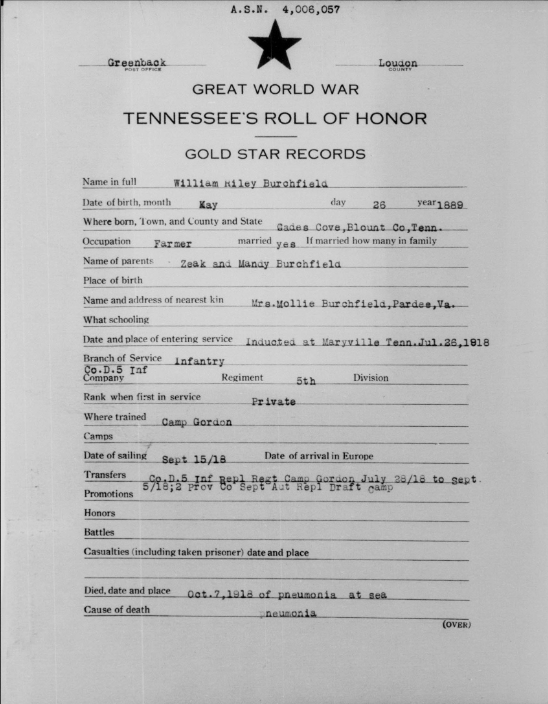 A.S.N. 4,006,057
Greenback Loudon
POST OFFICE COUNTY
GREAT WORLD WAR
TENNESSEE'S ROLL OF HONOR
GOLD STAR RECORDS
Name in full William Riley Burchfield
Date of birth, month May day 26 year 1889
Where born, Town, and County and State Cades Cove,Blount Co,Tenn.
Occupation Farmer married yes If married how many in family
Name of parents Zeak and Mandy Burchfield
Place of birth
Name and address of nearest kin Mrs.Mollie Burchfield,Pardee,Va.
What schooling
Date and place of entering service Inducted at Maryville Tenn.Jul.26,1918
Branch of Service Infantry
Co.D.5 Inf
Company Regiment 5th Division
Rank when first in service Private
Where trained Camp Gordon
Camps
Date of sailing Sept 15/18 Date of arrival in Europe
Transfers Co.D.5 Inf Repl Regt Camp Gordon July 28/18 to Sept.
5/18;2 Prov Co Sept Aut Repl Draft Camp
Promotions
Honors
Battles
Casualties (including taken prisoner) date and place
Died, date and place Oct.7,1918 of pneumonia at sea
Cause of death pneumonia
(OVER)